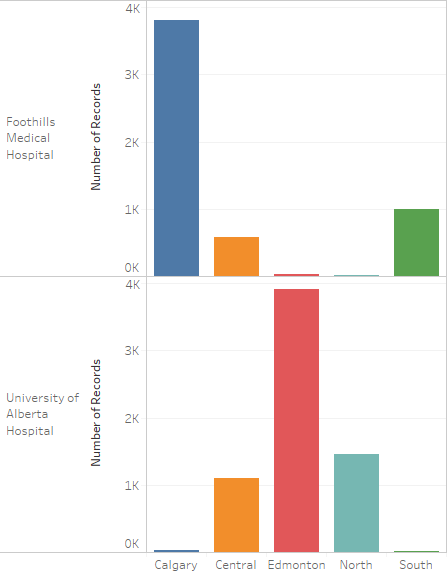 4K
3K
2K
1K
0K
Number of Records
Foothills
Medical
Hospital
4K
3K
2K
1K
0K
Number of Records
University of
Alberta
Hospital
Calgary Central Edmonton North South